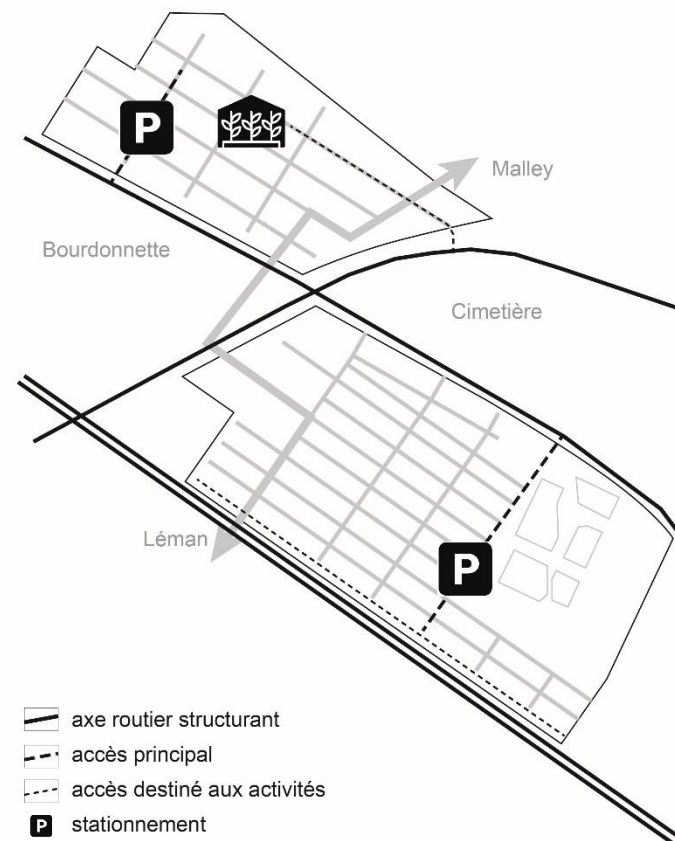 P
Malley
Bourdonnette
Cimetière
Léman
P
axe routier structurant
accès principal
accès destiné aux activités
P stationnement